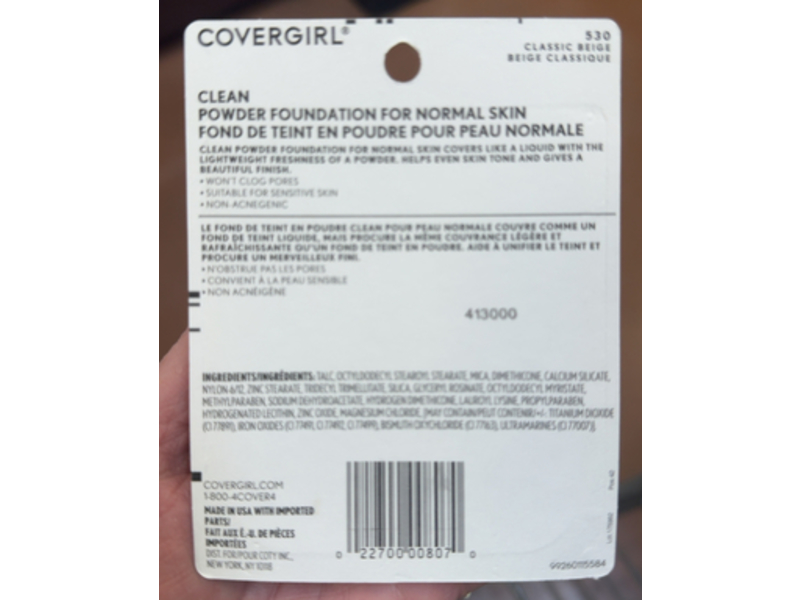 COVERGIRL®
530
CLASSIC BEIGE
BEIGE CLASSIQUE
CLEAN
POWDER FOUNDATION FOR NORMAL SKIN
FOND DE TEINT EN POUDRE POUR PEAU NORMALE
CLEAN POWDER FOUNDATION FOR NORMAL SKIN COVERS LIKE A LIQUID WITH THE
LIGHTWEIGHT FRESHNESS OF A POWDER. HELPS EVEN SKIN TONE AND GIVES A
BEAUTIFUL FINISH.
• WON'T CLOG PORES
• SUITABLE FOR SENSITIVE SKIN
• NON-ACNEGENIC
LE FOND DE TEINT EN POUDRE CLEAN POUR PEAU NORMALE COUVRE COMME UN
FOND DE TEINT LIQUIDE, MAIS PROCURE LA MÊME COUVRANCE LÉGÈRE ET
RAFRAÎCHISSANTE QU'UN FOND DE TEINT EN POUDRE. AIDE À UNIFIER LE TEINT ET
PROCURE UN MERVEILLEUX FINI.
• N'OBSTRUE PAS LES PORES
• CONVIENT À LA PEAU SENSIBLE
• NON ACNÉIGÈNE
413000
INGREDIENTS/INGRÉDIENTS: TALC, OCTYLDODECYL STEAROYL STEARATE, MICA, DIMETHICONE, CALCIUM SILICATE,
NYLON-6/12, ZINC STEARATE, TRIDECYL TRIMELLITATE, SILICA, GLYCERYL ROSINATE, OCTYLDODECYL MYRISTATE,
METHYLPARABEN, SODIUM DEHYDROACETATE, HYDROGEN DIMETHICONE, LAUROYL LYSINE, PROPYLPARABEN,
HYDROGENATED LECITHIN, ZINC OXIDE, MAGNESIUM CHLORIDE, [MAY CONTAIN/PEUT CONTENIR/+/-: TITANIUM DIOXIDE
(CI 77891), IRON OXIDES (CI 77491, CI 77492, CI 77499), BISMUTH OXYCHLORIDE (CI 77163), ULTRAMARINES (CI 77007)].
COVERGIRL.COM
1-800-4COVER4
MADE IN USA WITH IMPORTED
PARTS/
FAIT AUX É.-U. DE PIÈCES
IMPORTÉES
DIST. FOR/POUR COTY INC.,
NEW YORK, NY 10118
0 22700 00807 0
99260115584